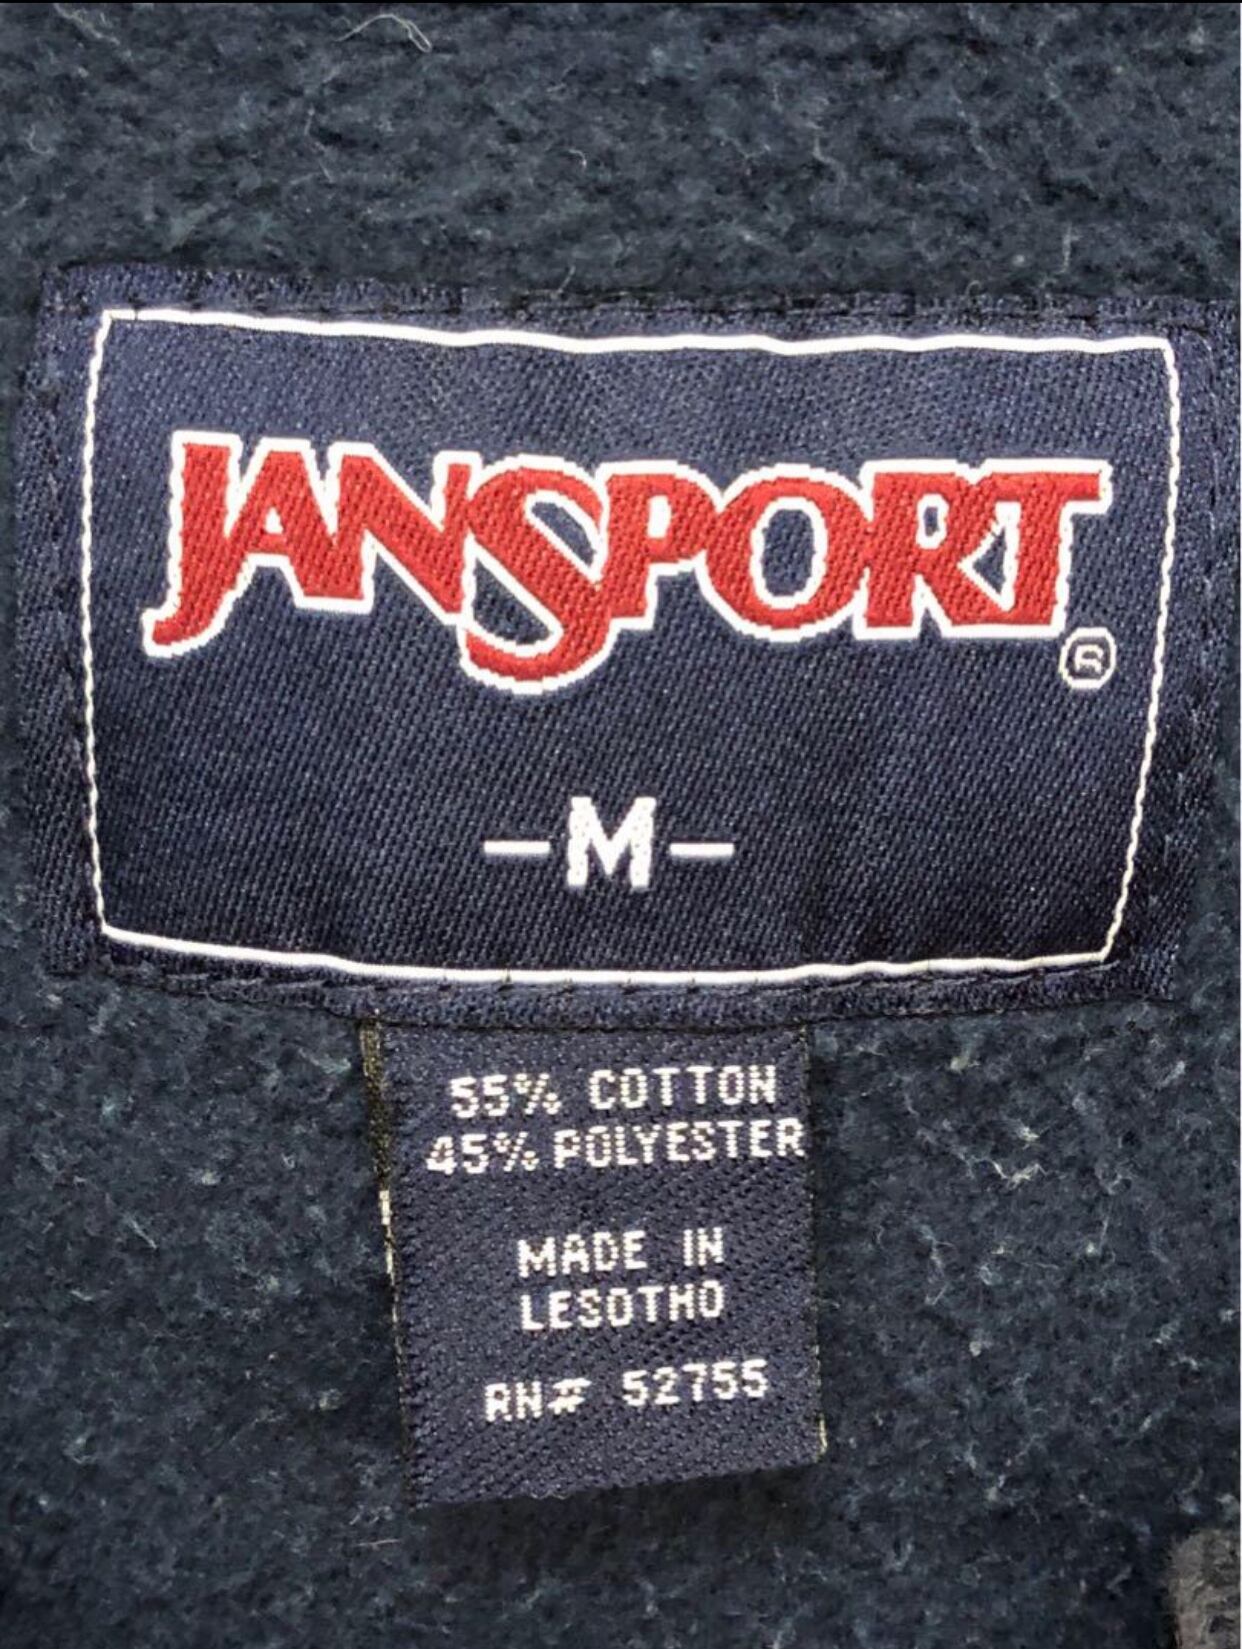 JANSPORT®
-M-
55% COTTON
45% POLYESTER
MADE IN
LESOTHO
RN# 52755